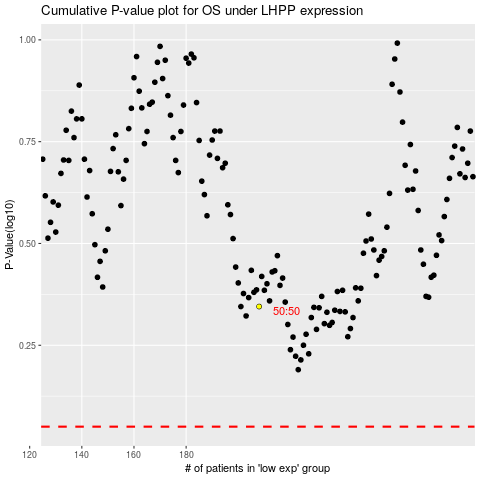 Cumulative P-value plot for OS under LHPP expression
P-Value(log10)
1.00
0.75
0.50
0.25
50:50
120 140 160 180
# of patients in 'low exp' group